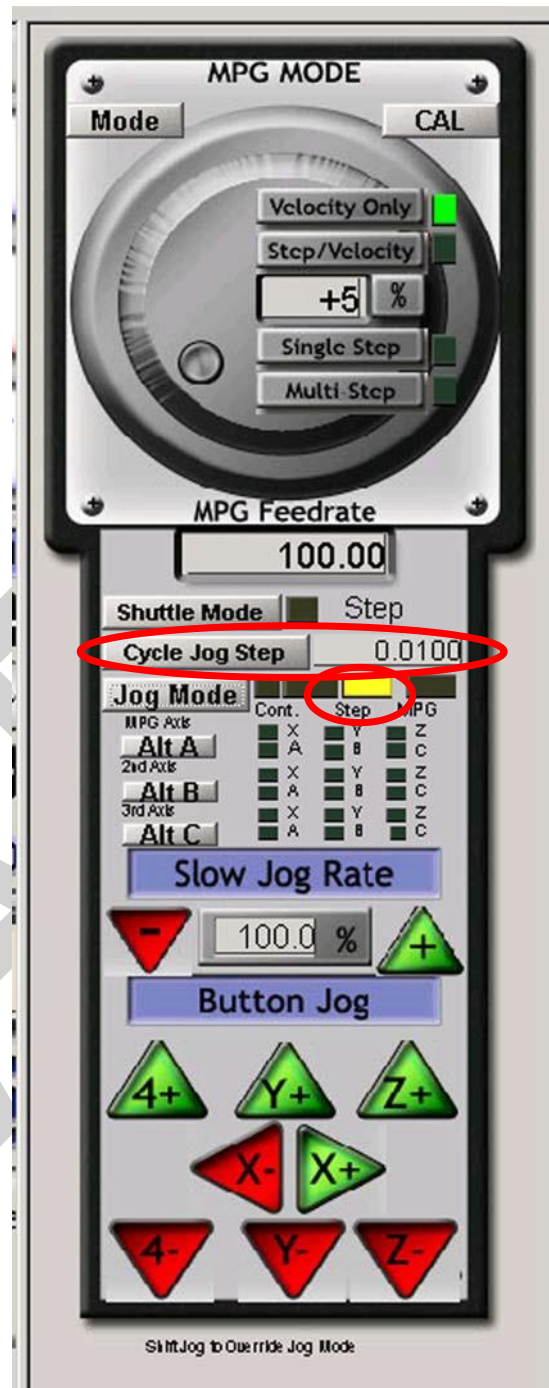 MPG MODE
Mode CAL
Velocity Only
Step/Velocity
+5 %
Single Step
Multi-Step
MPG Feedrate
100.00
Shuttle Mode Step
Cycle Jog Step 0.0100
Jog Mode
Cont. Step MPG
MPG Axis
X Y Z
Alt A A B C
2nd Axis
X Y Z
Alt B A B C
3rd Axis
X Y Z
Alt C A B C
Slow Jog Rate
- 100.0 % +
Button Jog
4+ Y+ Z+
X- X+
4- Y- Z-
Shift Jog to Override Jog Mode